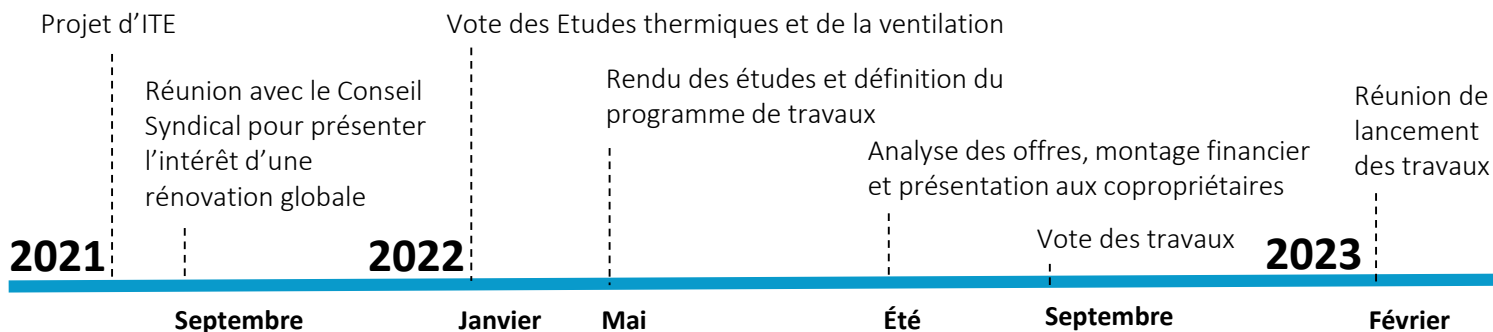 Projet d’ITE
Vote des Etudes thermiques et de la ventilation
Réunion avec le Conseil
Syndical pour présenter
l’intérêt d’une
rénovation globale
Rendu des études et définition du
programme de travaux
Analyse des offres, montage financier
et présentation aux copropriétaires
Vote des travaux
Réunion de
lancement
des travaux
2021
2022
2023
Septembre
Janvier
Mai
Été
Septembre
Février